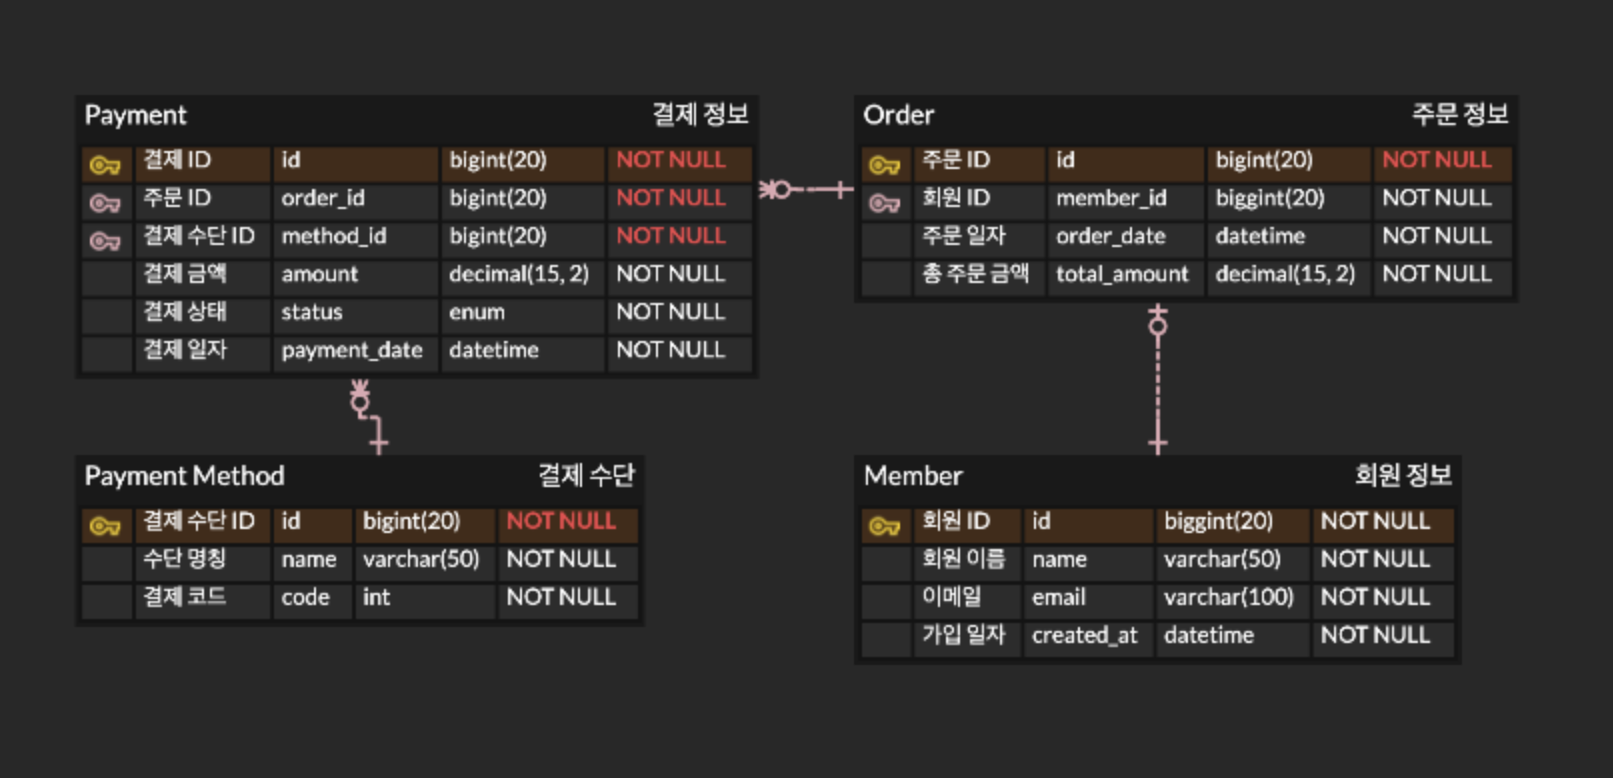 Payment 결제 정보
결제 ID id bigint(20) NOT NULL
주문 ID order_id bigint(20) NOT NULL
결제 수단 ID method_id bigint(20) NOT NULL
결제 금액 amount decimal(15, 2) NOT NULL
결제 상태 status enum NOT NULL
결제 일자 payment_date datetime NOT NULL
Order 주문 정보
주문 ID id bigint(20) NOT NULL
회원 ID member_id biggint(20) NOT NULL
주문 일자 order_date datetime NOT NULL
총 주문 금액 total_amount decimal(15, 2) NOT NULL
Payment Method 결제 수단
결제 수단 ID id bigint(20) NOT NULL
수단 명칭 name varchar(50) NOT NULL
결제 코드 code int NOT NULL
Member 회원 정보
회원 ID id biggint(20) NOT NULL
회원 이름 name varchar(50) NOT NULL
이메일 email varchar(100) NOT NULL
가입 일자 created_at datetime NOT NULL